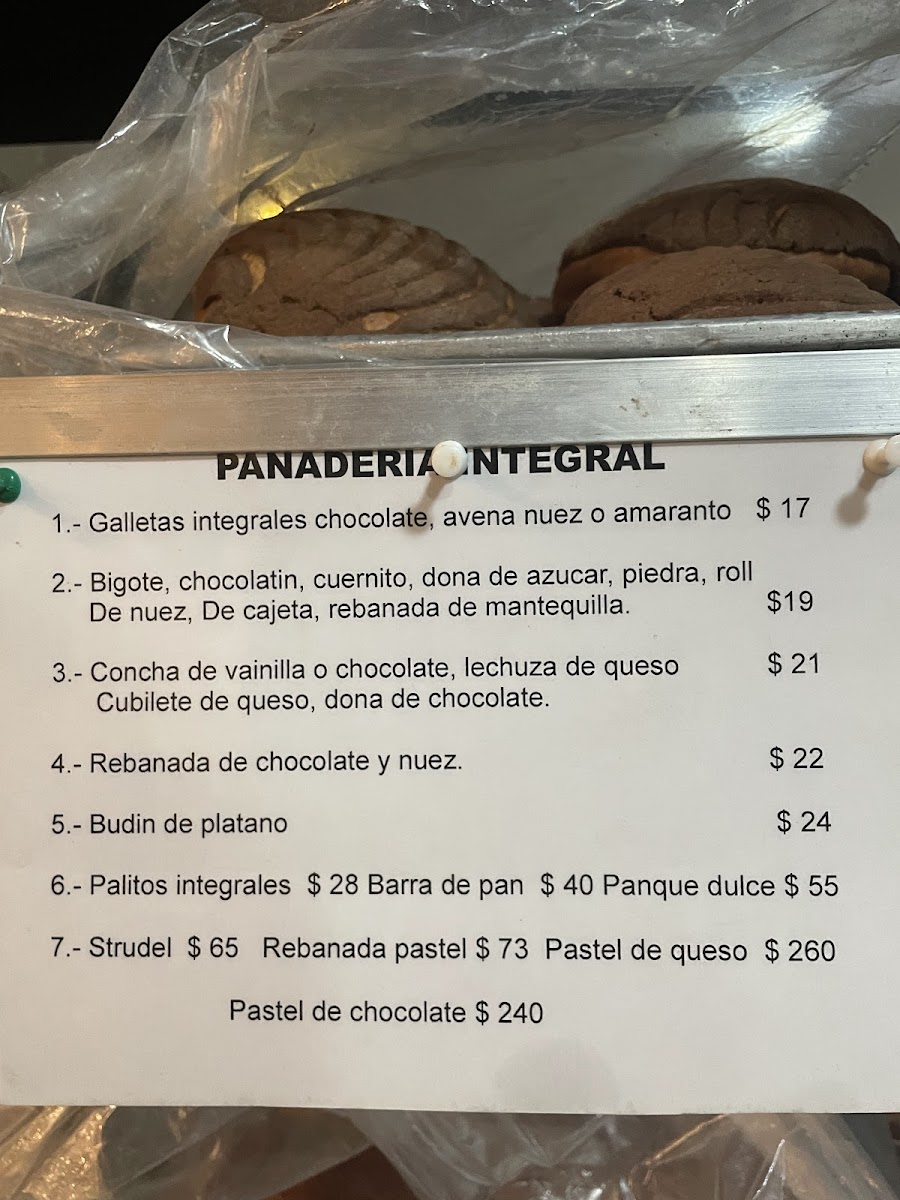 PANADERIA INTEGRAL
1.- Galletas integrales chocolate, avena nuez o amaranto $ 17
2.- Bigote, chocolatin, cuernito, dona de azucar, piedra, roll
De nuez, De cajeta, rebanada de mantequilla. $19
3.- Concha de vainilla o chocolate, lechuza de queso $ 21
Cubilete de queso, dona de chocolate.
4.- Rebanada de chocolate y nuez. $ 22
5.- Budin de platano $ 24
6.- Palitos integrales $ 28 Barra de pan $ 40 Panque dulce $ 55
7.- Strudel $ 65 Rebanada pastel $ 73 Pastel de queso $ 260
Pastel de chocolate $ 240